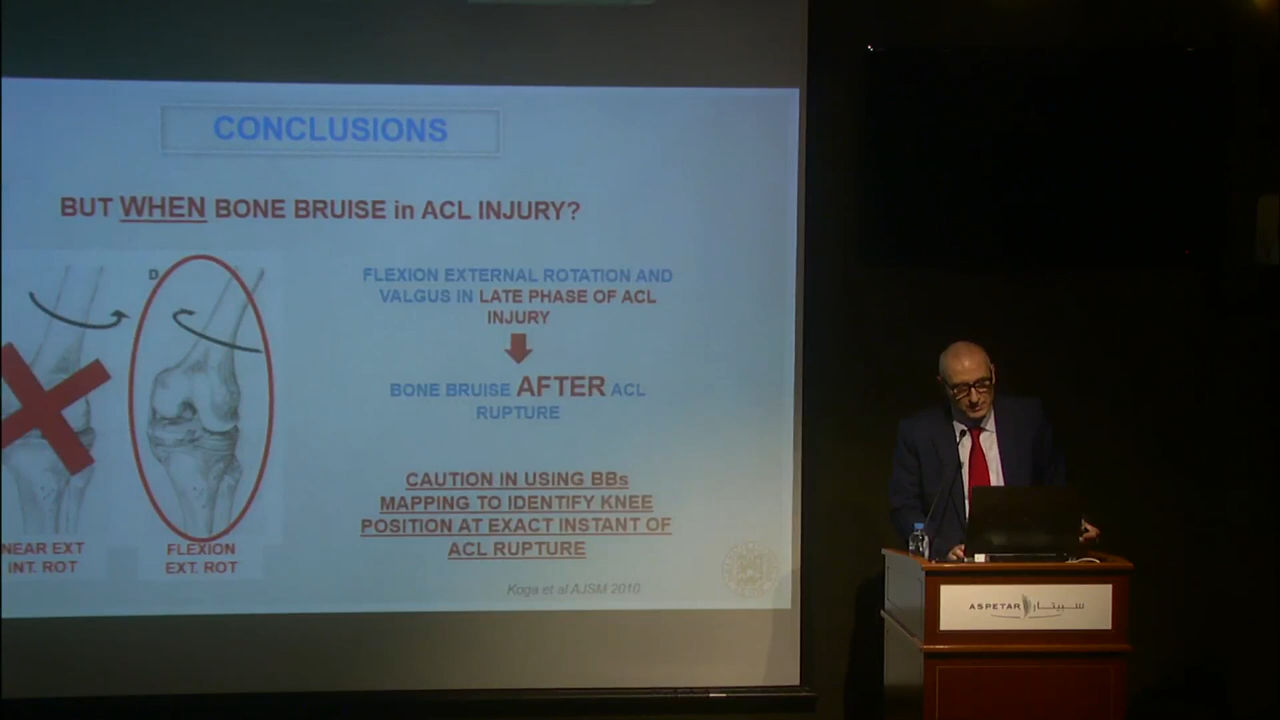 CONCLUSIONS
BUT WHEN BONE BRUISE in ACL INJURY?
D
FLEXION EXTERNAL ROTATION AND
VALGUS IN LATE PHASE OF ACL
INJURY
BONE BRUISE AFTER ACL
RUPTURE
CAUTION IN USING BBs
MAPPING TO IDENTIFY KNEE
POSITION AT EXACT INSTANT OF
ACL RUPTURE
NEAR EXT
INT. ROT
FLEXION
EXT. ROT
Koga et al AJSM 2010
ASPETAR سبيتار